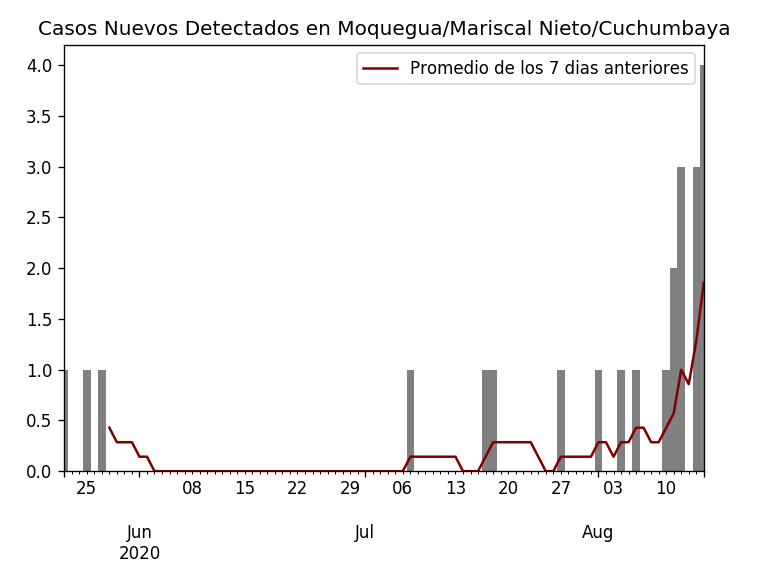 Casos Nuevos Detectados en Moquegua/Mariscal Nieto/Cuchumbaya
Promedio de los 7 dias anteriores
4.0
3.5
3.0
2.5
2.0
1.5
1.0
0.5
0.0
25 08 15 22 29 06 13 20 27 03 10
Jun Jul Aug
2020